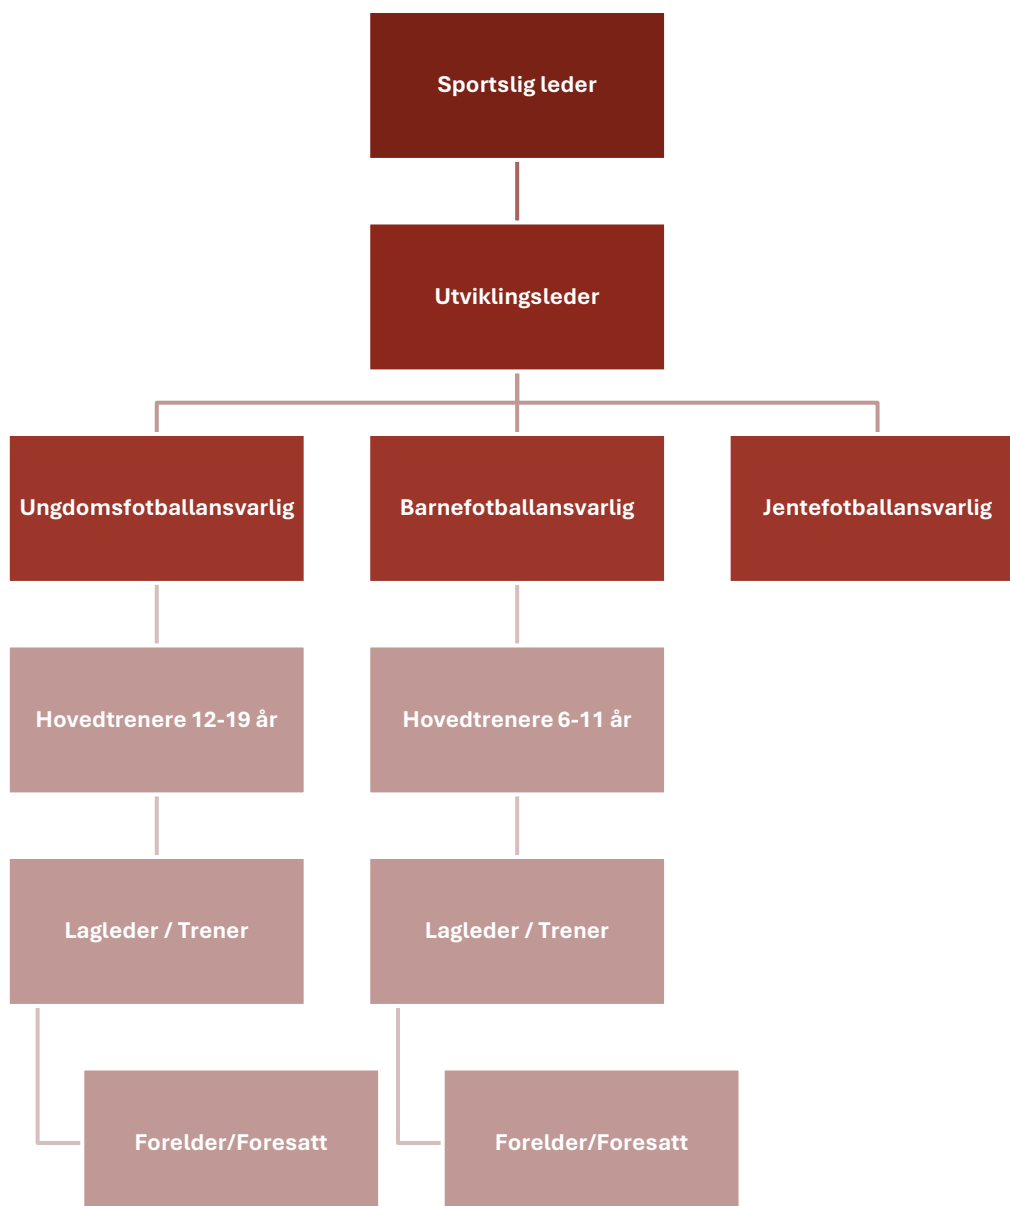 Sportslig leder
Utviklingsleder
Ungdomsfotballansvarlig
Barnefotballansvarlig
Jentefotballansvarlig
Hovedtrenere 12-19 år
Hovedtrenere 6-11 år
Lagleder / Trener
Lagleder / Trener
Forelder/Foresatt
Forelder/Foresatt